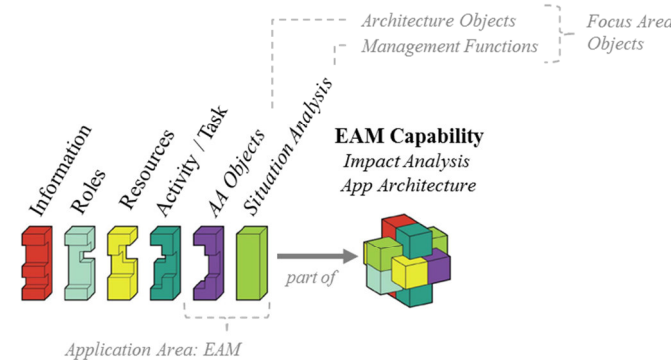 Architecture Objects
Management Functions
Focus Area
Objects
Information
Roles
Resources
Activity / Task
AA Objects
Situation Analysis
EAM Capability
Impact Analysis
App Architecture
part of
Application Area: EAM